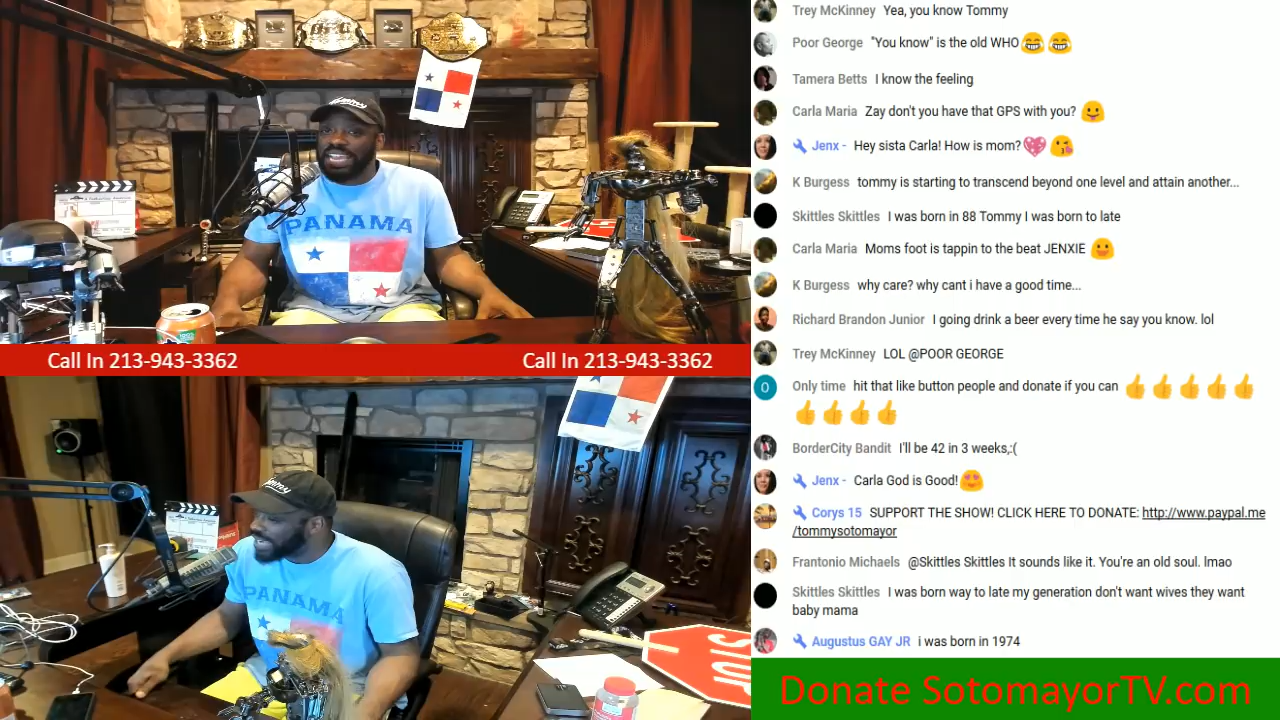 Tommy
PANAMA
Call In 213-943-3362
Call In 213-943-3362
Tommy
PANAMA
STOP
Trey McKinney Yea, you know Tommy
Poor George "You know" is the old WHO😂 😂
Tamera Betts I know the feeling
Carla Maria Zay don't you have that GPS with you? 😛
Jenx - Hey sista Carla! How is mom?💖 😘
K Burgess tommy is starting to transcend beyond one level and attain another...
Skittles Skittles I was born in 88 Tommy I was born to late
Carla Maria Moms foot is tappin to the beat JENXIE 😃
K Burgess why care? why cant i have a good time...
Richard Brandon Junior I going drink a beer every time he say you know. lol
Trey McKinney LOL @POOR GEORGE
O
Only time hit that like button people and donate if you can 👍👍👍👍👍
👍👍👍👍
BorderCity Bandit I'll be 42 in 3 weeks,:(
Jenx - Carla God is Good!😍
Corys 15 SUPPORT THE SHOW! CLICK HERE TO DONATE: http://www.paypal.me
/tommysotomayor
Frantonio Michaels @Skittles Skittles It sounds like it. You're an old soul. lmao
Skittles Skittles I was born way to late my generation don't want wives they want
baby mama
Augustus GAY JR i was born in 1974
Donate SotomayorTV.com